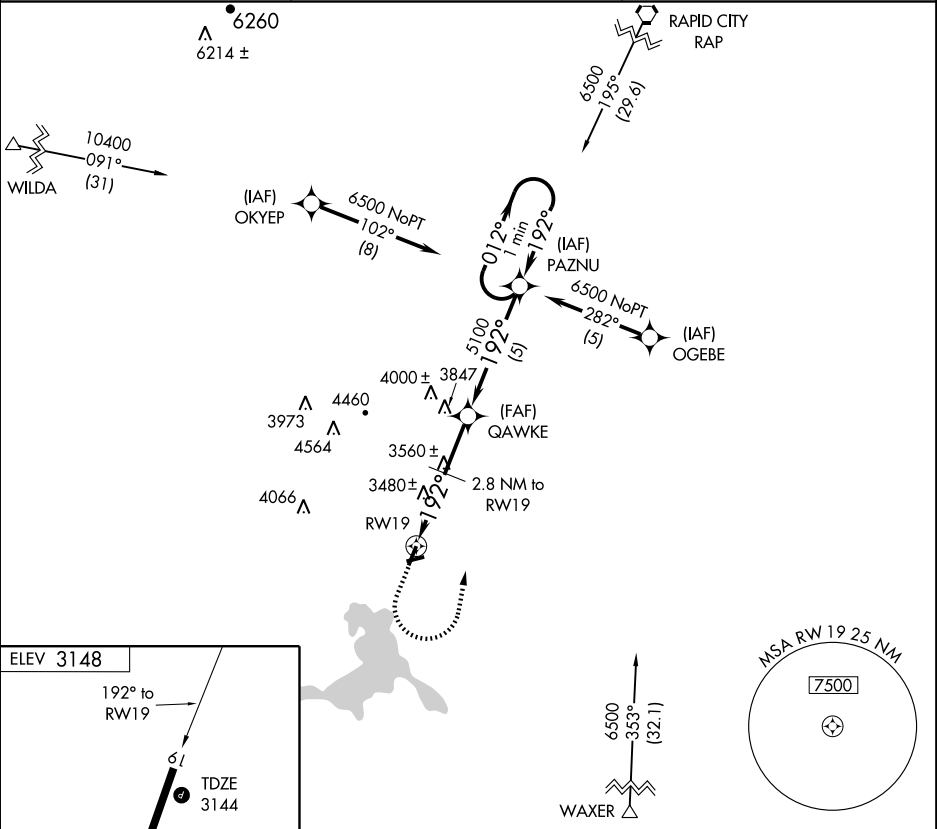 6260
6214 ±
RAPID CITY
RAP
6500
195°
(29.6)
10400
091°
(31)
WILDA
(IAF)
OKYEP
6500 NoPT
102°
(8)
012°
1 min
192°
(IAF)
PAZNU
6500 NoPT
282°
(5)
(IAF)
OGEBE
5100
192°
(5)
4000 ±
3847
3973
4460
4564
(FAF)
QAWKE
3560 ±
3480 ±
192°
2.8 NM to
RW19
4066
RW19
ELEV 3148
192° to
RW19
19
TDZE
3144
P
6500
353°
(32.1)
WAXER
MSA RW 19 25 NM
7500